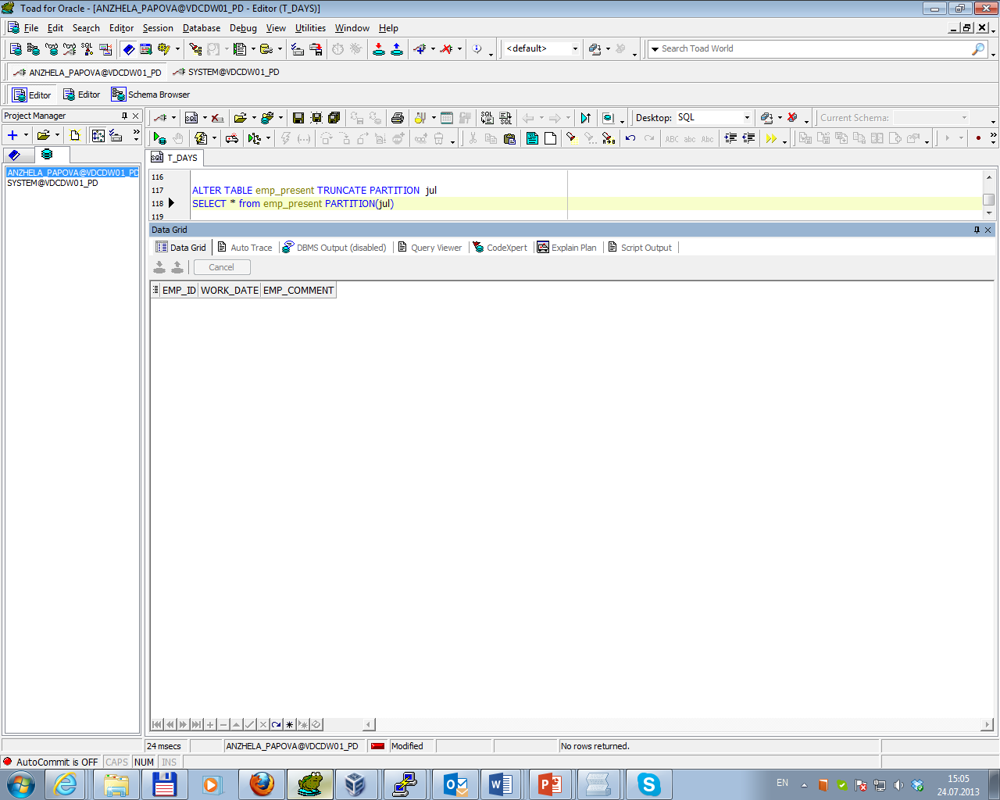 Toad for Oracle - [ANZHELA_PAPOVA@VDCDW01_PD - Editor (T_DAYS)]
File Edit Search Editor Session Database Debug View Utilities Window Help
<default> Search Toad World
ANZHELA_PAPOVA@VDCDW01_PD SYSTEM@VDCDW01_PD
Editor Editor Schema Browser
Project Manager
Desktop: SQL Current Schema:
T_DAYS
ANZHELA_PAPOVA@VDCDW01_PD
SYSTEM@VDCDW01_PD
116
117 ALTER TABLE emp_present TRUNCATE PARTITION jul
118 SELECT * from emp_present PARTITION(jul)
119
Data Grid
Data Grid Auto Trace DBMS Output (disabled) Query Viewer CodeXpert Explain Plan Script Output
Cancel
EMP_ID WORK_DATE EMP_COMMENT
24 msecs ANZHELA_PAPOVA@VDCDW01_PD Modified No rows returned.
AutoCommit is OFF CAPS NUM INS
EN 15:05
24.07.2013